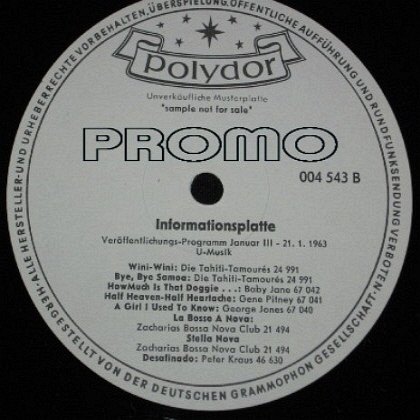 ALLE HERSTELLER- UND URHEBERRECHTE VORBEHALTEN, ÜBERSPIELUNG, ÖFFENTLICHE AUFFÜHRUNG UND RUNDFUNKSENDUNG VERBOTEN!
polydor
Unverkäufliche Musterplatte
"sample not for sale"
PROMO
004 543 B
Informationsplatte
Veröffentlichungs-Programm Januar III - 21. 1. 1963
U-Musik
Wini-Wini: Die Tahiti-Tamourés 24 991
Bye, Bye Samoa: Die Tahiti-Tamourés 24 991
HowMuch Is That Doggie . . .: Baby Jane 67 042
Half Heaven-Half Heartache: Gene Pitney 67 041
A Girl I Used To Know: George Jones 67 040
La Bossa A Nova:
Zacharias Bossa Nova Club 21 494
Stella Nova
Zacharias Bossa Nova Club 21 494
Desafinado: Peter Kraus 46 630
HERGESTELLT VON DER DEUTSCHEN GRAMMOPHON GESELLSCHAFT